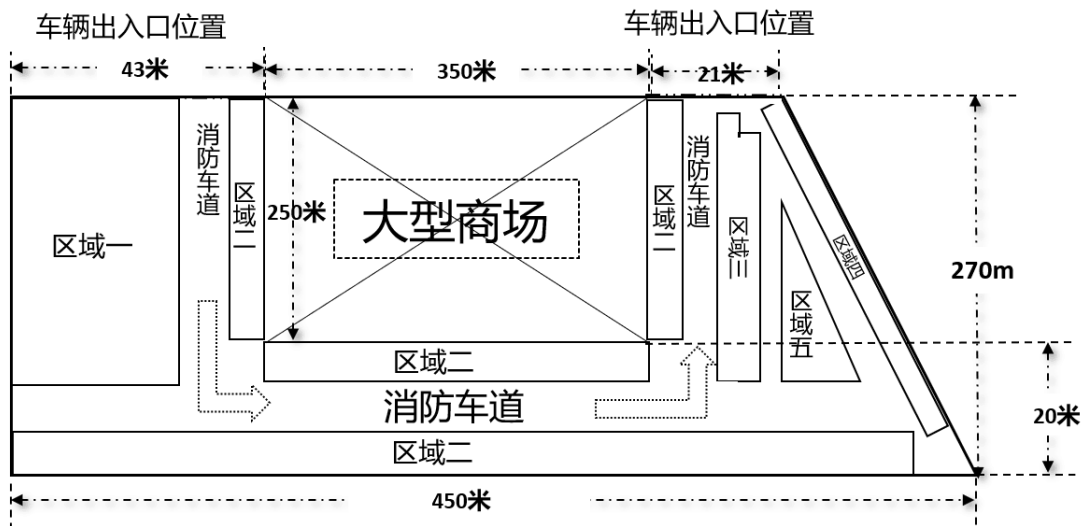 车辆出入口位置
车辆出入口位置
43米
350米
21米
消防车道
区域二
250米
大型商场
区域二
消防车道
区域一
区域三
区域四
区域五
270m
区域二
消防车道
20米
区域二
450米